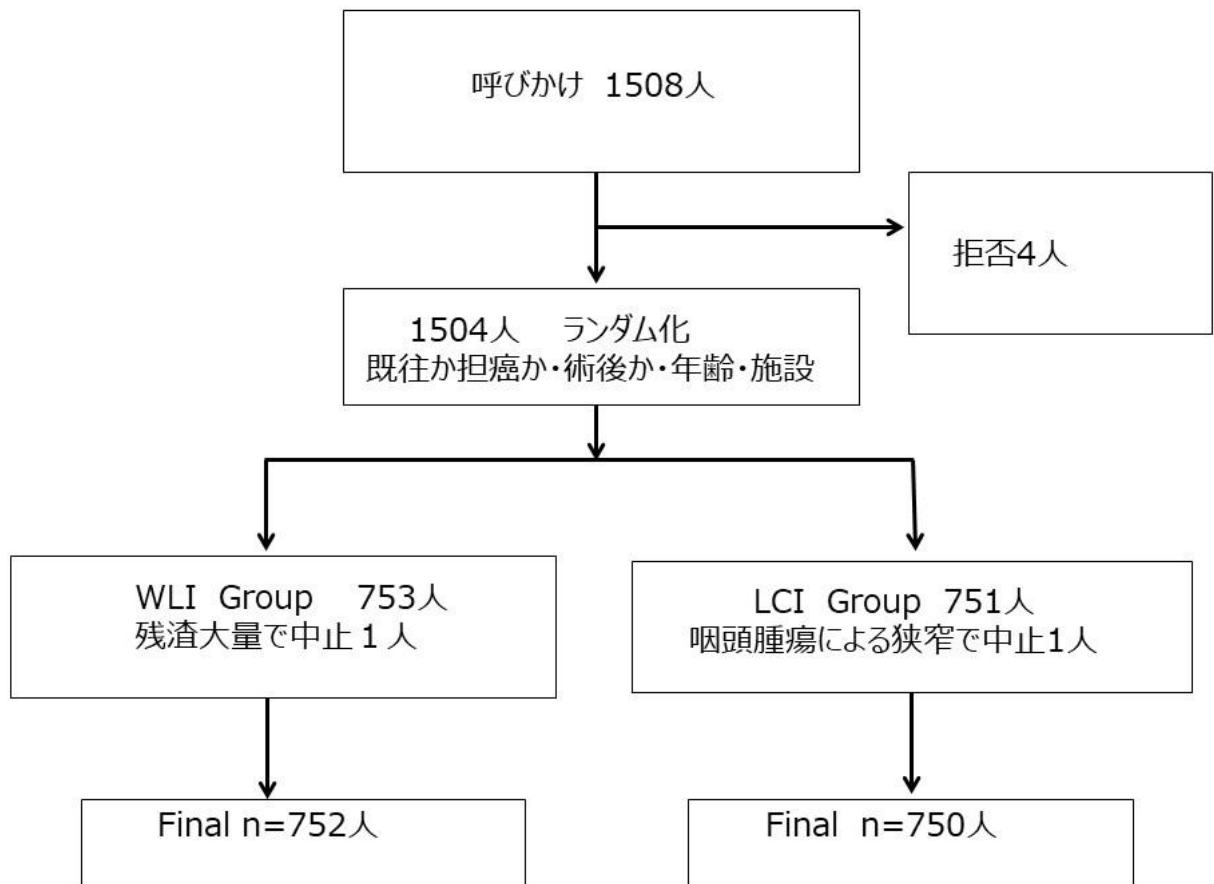 呼びかけ 1508人
拒否4人
1504人 ランダム化
既往か担癌か・術後か・年齢・施設
WLI Group 753人
残渣大量で中止１人
LCI Group 751人
咽頭腫瘍による狭窄で中止1人
Final n=752人
Final n=750人